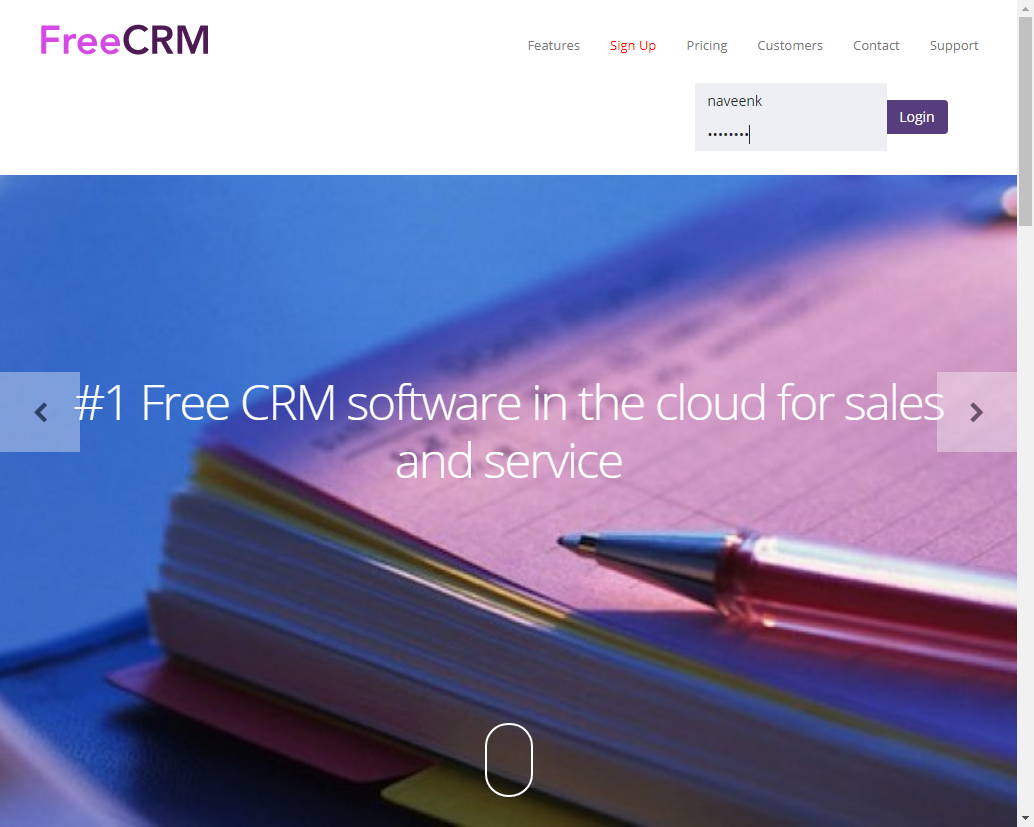 FreeCRM
Features Sign Up Pricing Customers Contact Support
naveenk
••••••••
Login
#1 Free CRM software in the cloud for sales
and service